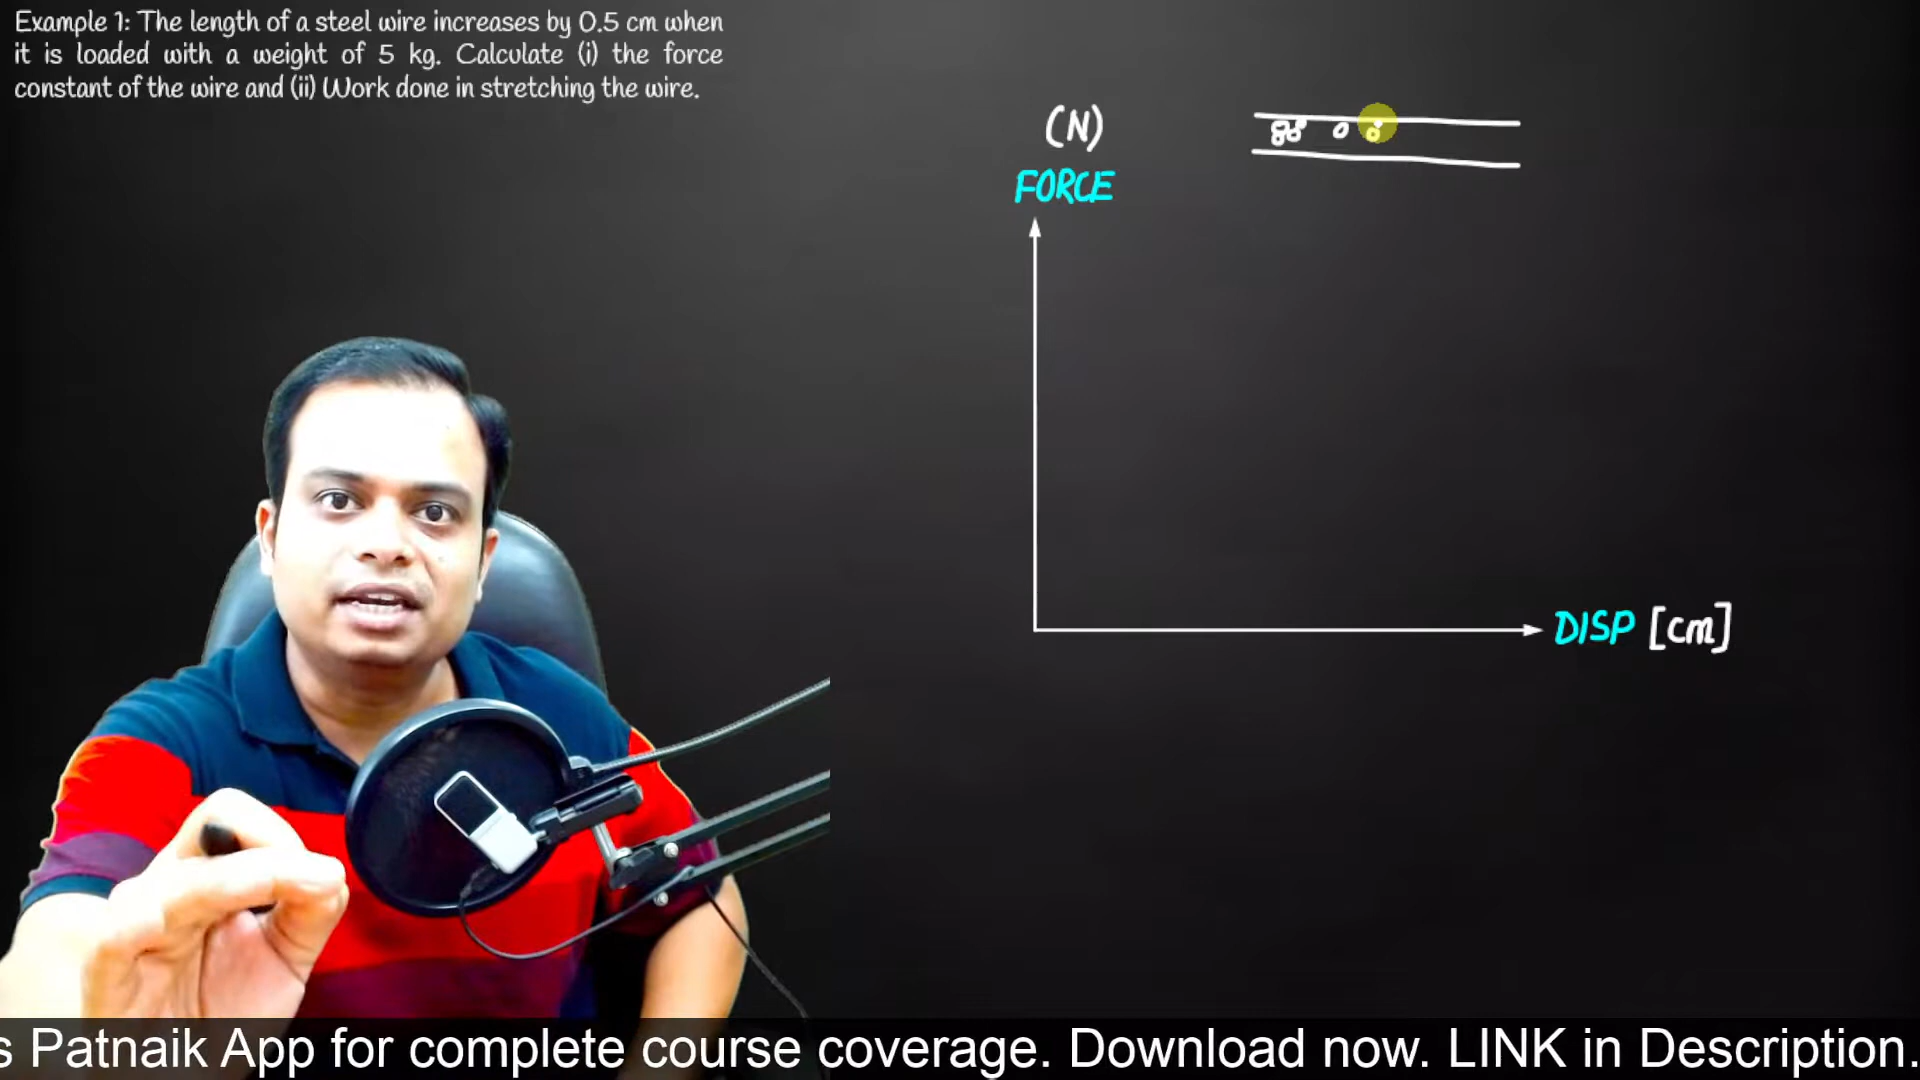 Example 1: The length of a steel wire increases by 0.5 cm when
it is loaded with a weight of 5 kg. Calculate (i) the force
constant of the wire and (ii) Work done in stretching the wire.
(N)
FORCE
DISP [cm]
s Patnaik App for complete course coverage. Download now. LINK in Description.